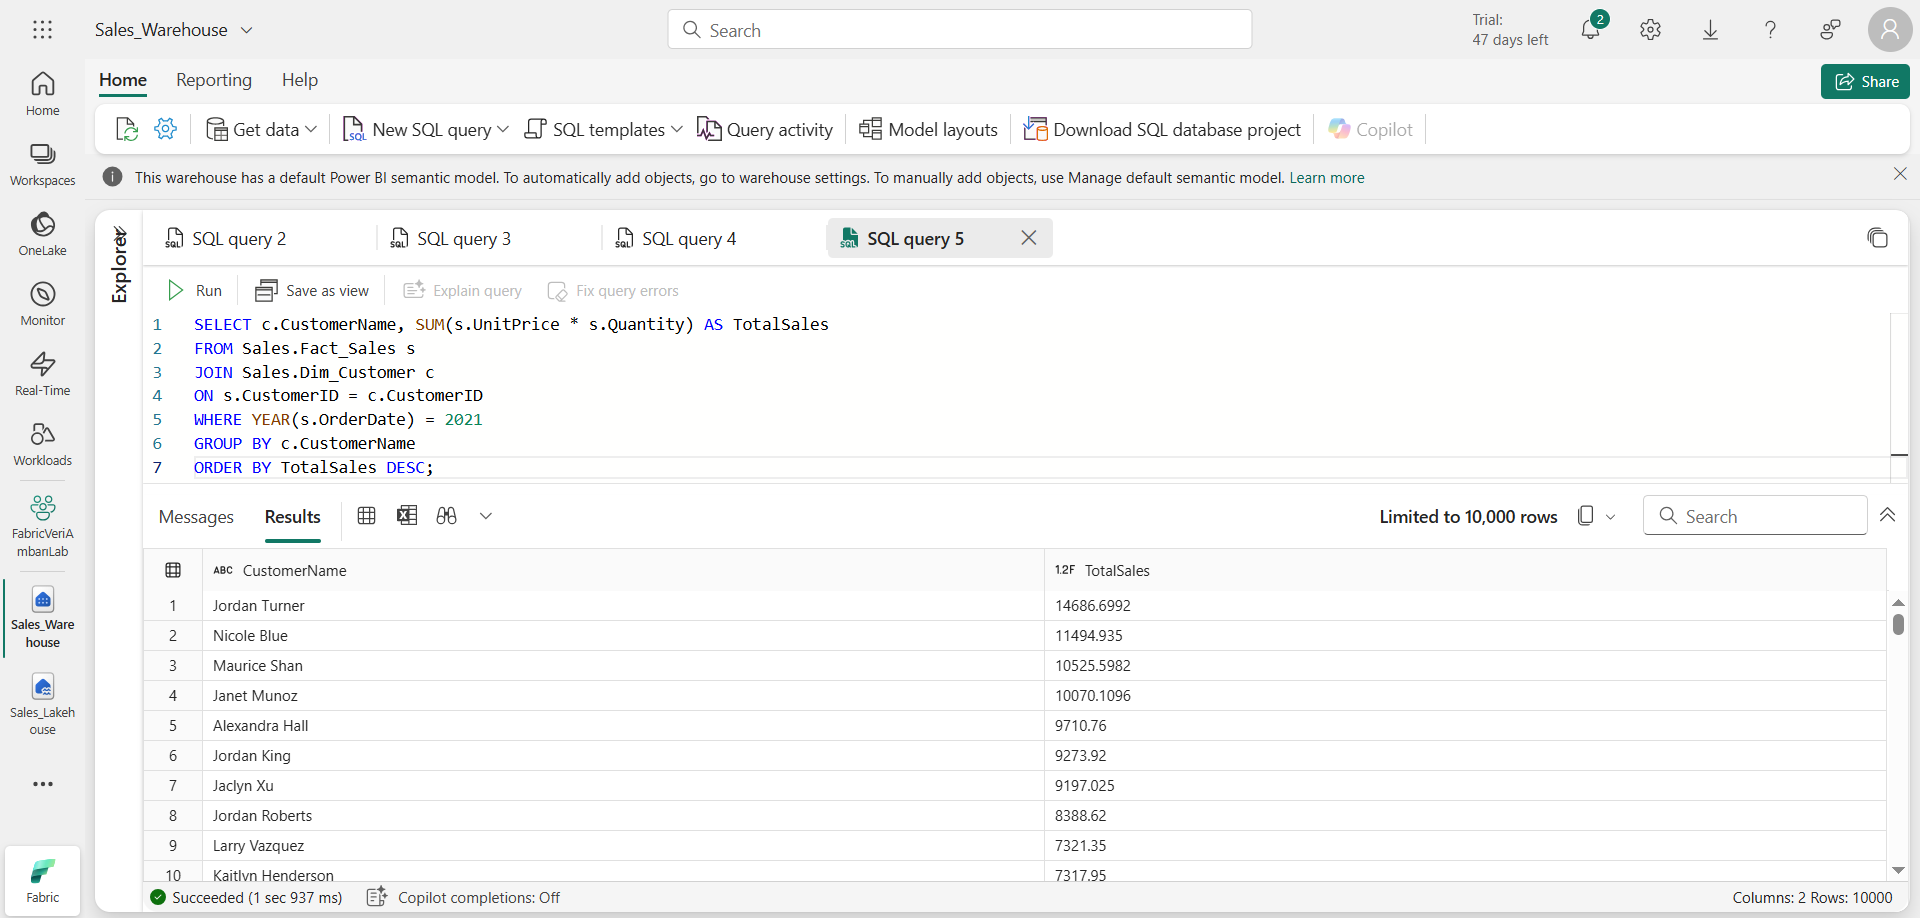 Sales_Warehouse
Search
Trial:
47 days left
2
Home Reporting Help
Share
Get data New SQL query SQL templates Query activity Model layouts Download SQL database project Copilot
This warehouse has a default Power BI semantic model. To automatically add objects, go to warehouse settings. To manually add objects, use Manage default semantic model. Learn more
Home
Workspaces
OneLake
Monitor
Real-Time
Workloads
FabricVeriA
mbarıLab
Sales_Ware
house
Sales_Lakeh
ouse
Fabric
Explorer
SQL query 2 SQL query 3 SQL query 4 SQL query 5
Run Save as view Explain query Fix query errors
1 SELECT c.CustomerName, SUM(s.UnitPrice * s.Quantity) AS TotalSales
2 FROM Sales.Fact_Sales s
3 JOIN Sales.Dim_Customer c
4 ON s.CustomerID = c.CustomerID
5 WHERE YEAR(s.OrderDate) = 2021
6 GROUP BY c.CustomerName
7 ORDER BY TotalSales DESC;
Messages Results Limited to 10,000 rows Search
ABC CustomerName 1.2F TotalSales
1 Jordan Turner 14686.6992
2 Nicole Blue 11494.935
3 Maurice Shan 10525.5982
4 Janet Munoz 10070.1096
5 Alexandra Hall 9710.76
6 Jordan King 9273.92
7 Jaclyn Xu 9197.025
8 Jordan Roberts 8388.62
9 Larry Vazquez 7321.35
10 Kaitlyn Henderson 7317.95
Succeeded (1 sec 937 ms) Copilot completions: Off Columns: 2 Rows: 10000